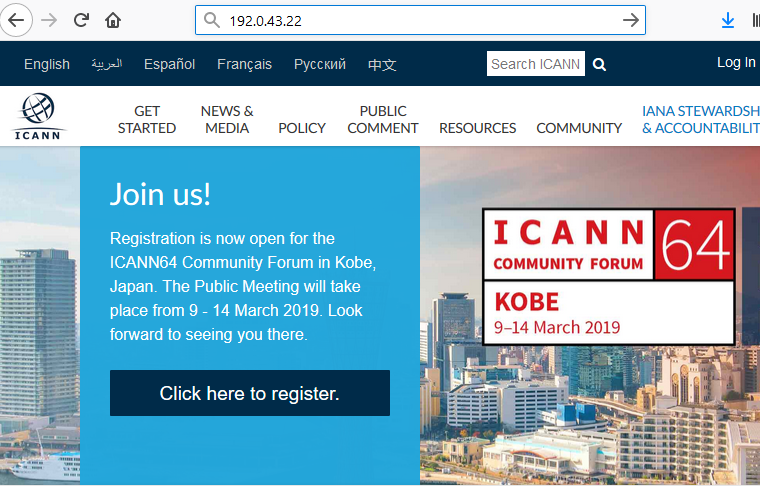 192.0.43.22
English العربية Español Français Русский 中文 Search ICANN Log In
ICANN
GET STARTED
NEWS & MEDIA
POLICY
PUBLIC COMMENT
RESOURCES
COMMUNITY
IANA STEWARDSH
& ACCOUNTABILIT
Join us!
Registration is now open for the
ICANN64 Community Forum in Kobe,
Japan. The Public Meeting will take
place from 9 - 14 March 2019. Look
forward to seeing you there.
Click here to register.
ICANN 64
COMMUNITY FORUM
KOBE
9–14 March 2019